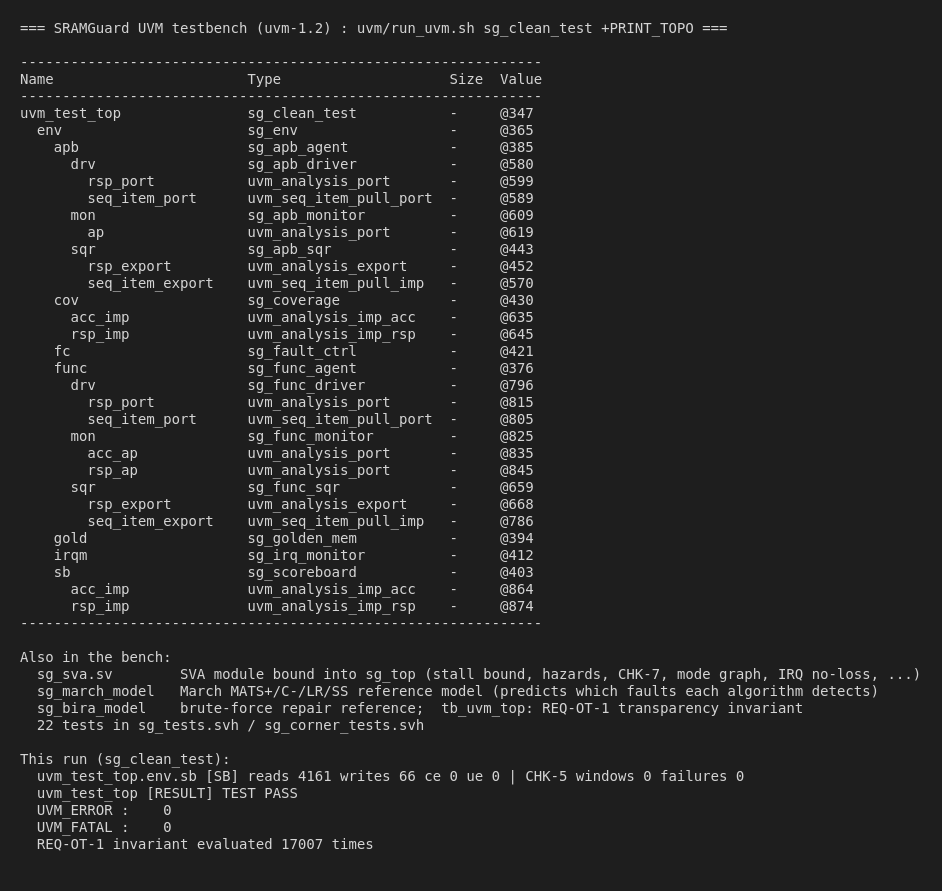 === SRAMGuard UVM testbench (uvm-1.2) : uvm/run_uvm.sh sg_clean_test +PRINT_TOPO ===
--------------------------------------------------------------
Name                       Type                    Size  Value
--------------------------------------------------------------
uvm_test_top               sg_clean_test           -     @347
  env                      sg_env                  -     @365
    apb                    sg_apb_agent            -     @385
      drv                  sg_apb_driver           -     @580
        rsp_port           uvm_analysis_port       -     @599
        seq_item_port      uvm_seq_item_pull_port  -     @589
      mon                  sg_apb_monitor          -     @609
        ap                 uvm_analysis_port       -     @619
      sqr                  sg_apb_sqr              -     @443
        rsp_export         uvm_analysis_export     -     @452
        seq_item_export    uvm_seq_item_pull_imp   -     @570
    cov                    sg_coverage             -     @430
      acc_imp              uvm_analysis_imp_acc    -     @635
      rsp_imp              uvm_analysis_imp_rsp    -     @645
    fc                     sg_fault_ctrl           -     @421
    func                   sg_func_agent           -     @376
      drv                  sg_func_driver          -     @796
        rsp_port           uvm_analysis_port       -     @815
        seq_item_port      uvm_seq_item_pull_port  -     @805
      mon                  sg_func_monitor         -     @825
        acc_ap             uvm_analysis_port       -     @835
        rsp_ap             uvm_analysis_port       -     @845
      sqr                  sg_func_sqr             -     @659
        rsp_export         uvm_analysis_export     -     @668
        seq_item_export    uvm_seq_item_pull_imp   -     @786
    gold                   sg_golden_mem           -     @394
    irqm                   sg_irq_monitor          -     @412
    sb                     sg_scoreboard           -     @403
      acc_imp              uvm_analysis_imp_acc    -     @864
      rsp_imp              uvm_analysis_imp_rsp    -     @874
--------------------------------------------------------------
Also in the bench:
  sg_sva.sv        SVA module bound into sg_top (stall bound, hazards, CHK-7, mode graph, IRQ no-loss, ...)
  sg_march_model   March MATS+/C-/LR/SS reference model (predicts which faults each algorithm detects)
  sg_bira_model    brute-force repair reference;  tb_uvm_top: REQ-OT-1 transparency invariant
  22 tests in sg_tests.svh / sg_corner_tests.svh
This run (sg_clean_test):
  uvm_test_top.env.sb [SB] reads 4161 writes 66 ce 0 ue 0 | CHK-5 windows 0 failures 0
  uvm_test_top [RESULT] TEST PASS
  UVM_ERROR :    0
  UVM_FATAL :    0
  REQ-OT-1 invariant evaluated 17007 times